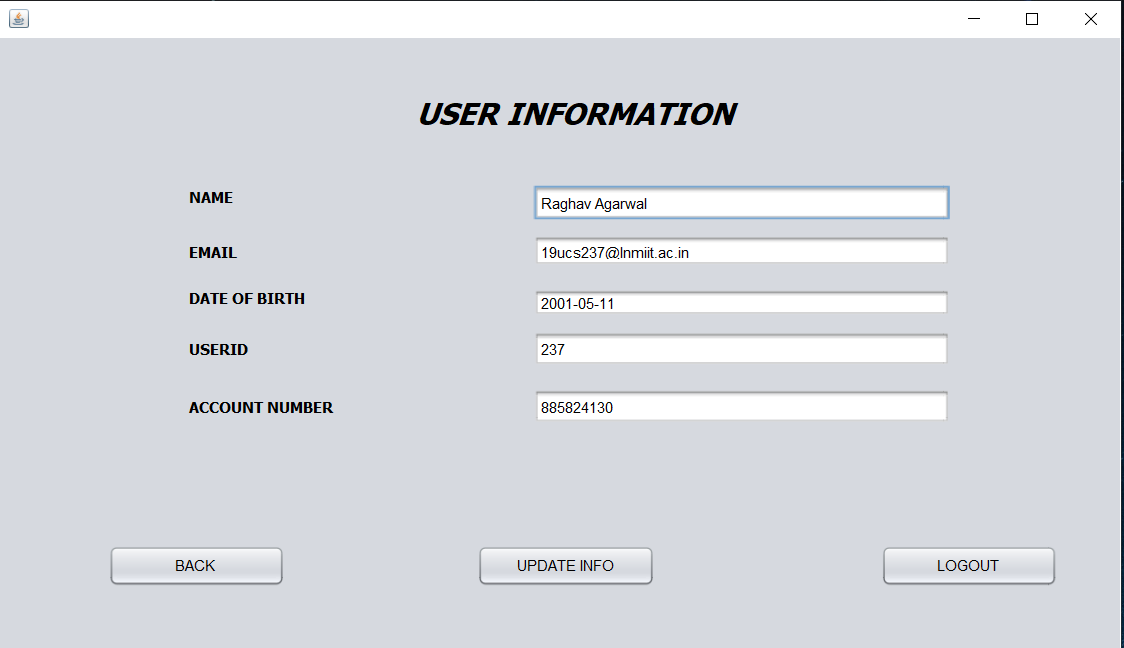 USER INFORMATION
NAME
Raghav Agarwal
EMAIL
19ucs237@lnmiit.ac.in
DATE OF BIRTH
2001-05-11
USERID
237
ACCOUNT NUMBER
885824130
BACK
UPDATE INFO
LOGOUT